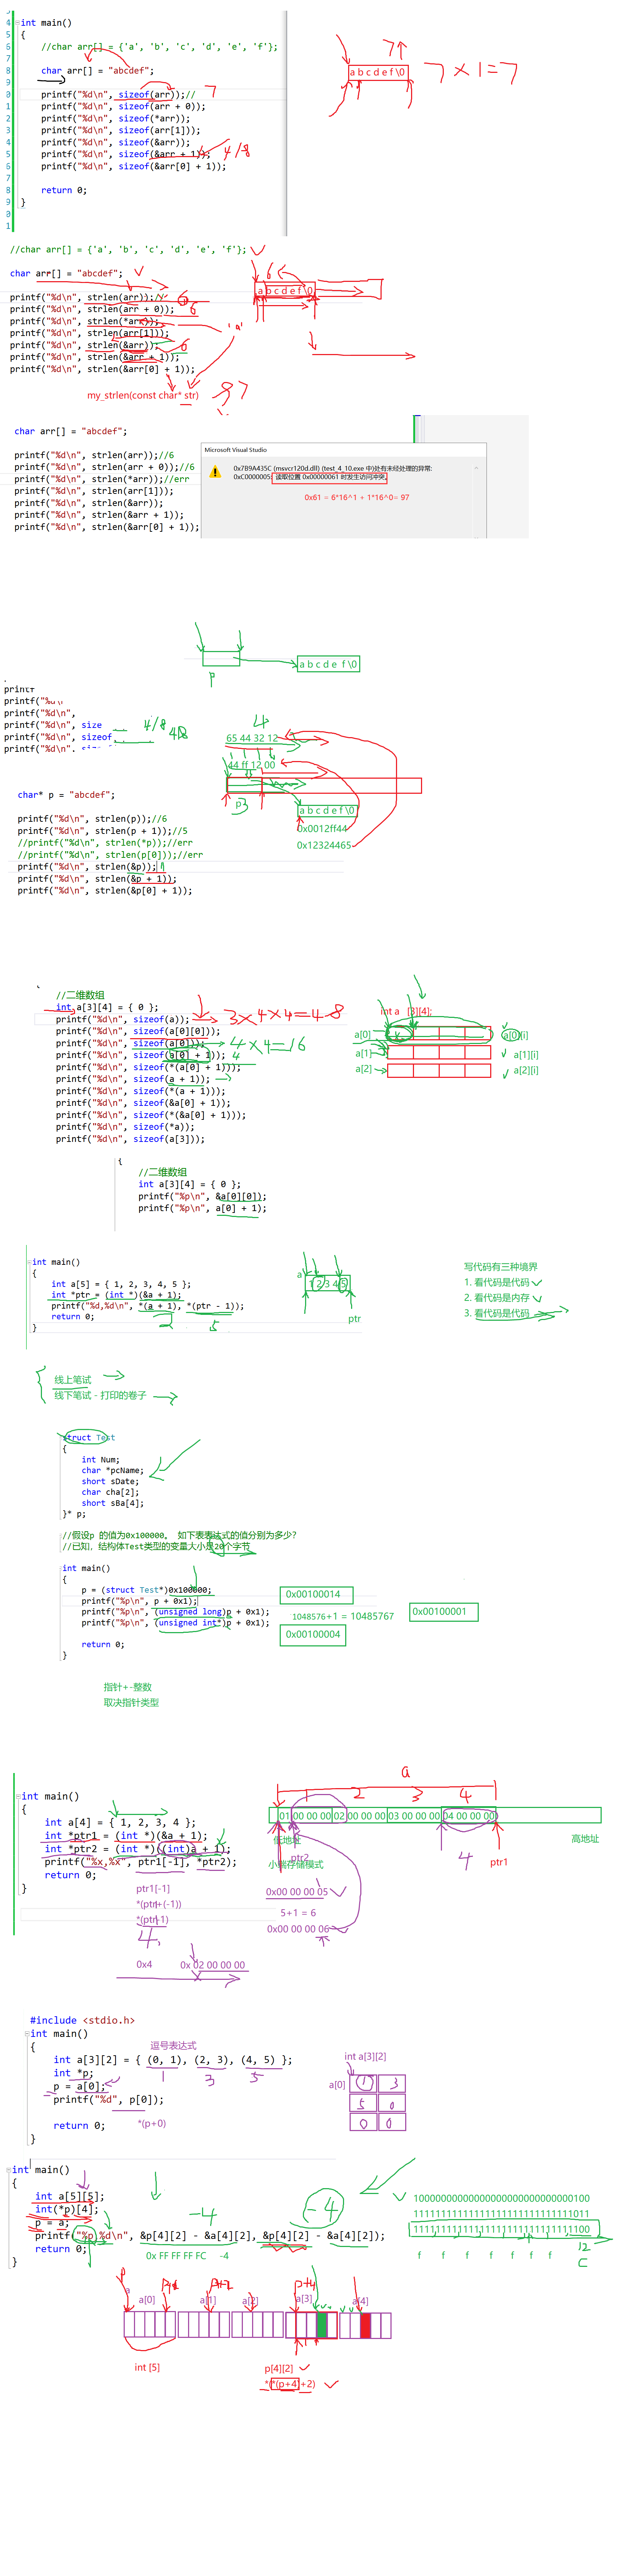 int main()
{
//char arr[] = {'a', 'b', 'c', 'd', 'e', 'f'};
char arr[] = "abcdef";
printf("%d\n", sizeof(arr));// 7
printf("%d\n", sizeof(arr + 0));
printf("%d\n", sizeof(*arr));
printf("%d\n", sizeof(arr[1]));
printf("%d\n", sizeof(&arr));
printf("%d\n", sizeof(&arr + 1)); 4/8
printf("%d\n", sizeof(&arr[0] + 1));
return 0;
}
7
a b c d e f \0
7×1=7
//char arr[] = {'a', 'b', 'c', 'd', 'e', 'f'};
char arr[] = "abcdef";
printf("%d\n", strlen(arr)); 6
printf("%d\n", strlen(arr + 0)); 6
printf("%d\n", strlen(*arr)); 'a'
printf("%d\n", strlen(arr[1]));
printf("%d\n", strlen(&arr)); 6
printf("%d\n", strlen(&arr + 1));
printf("%d\n", strlen(&arr[0] + 1));
my_strlen(const char* str) 97
6
a b c d e f \0
char arr[] = "abcdef";
printf("%d\n", strlen(arr));//6
printf("%d\n", strlen(arr + 0));//6
printf("%d\n", strlen(*arr));//err
printf("%d\n", strlen(arr[1]));
printf("%d\n", strlen(&arr));
printf("%d\n", strlen(&arr + 1));
printf("%d\n", strlen(&arr[0] + 1));
Microsoft Visual Studio
0x7B9A435C (msvcr120d.dll) (test_4_10.exe 中)处有未经处理的异常:
0xC0000005: 读取位置 0x00000061 时发生访问冲突。
0x61 = 6*16^1 + 1*16^0= 97
a b c d e f \0
p
printf
printf("%d\
printf("%d\n",
printf("%d\n", size 4/8
printf("%d\n", sizeof 4/8
printf("%d\n",
4
65 44 32 12
44 ff 12 00
p
a b c d e f \0
0x0012ff44
0x12324465
char* p = "abcdef";
printf("%d\n", strlen(p));//6
printf("%d\n", strlen(p + 1));//5
//printf("%d\n", strlen(*p));//err
//printf("%d\n", strlen(p[0]));//err
printf("%d\n", strlen(&p));
printf("%d\n", strlen(&p + 1));
printf("%d\n", strlen(&p[0] + 1));
//二维数组
int a[3][4] = { 0 };
printf("%d\n", sizeof(a)); 3×4×4=48
printf("%d\n", sizeof(a[0][0]));
printf("%d\n", sizeof(a[0])); 4×4=16
printf("%d\n", sizeof(a[0] + 1)); 4
printf("%d\n", sizeof(*(a[0] + 1)));
printf("%d\n", sizeof(a + 1));
printf("%d\n", sizeof(*(a + 1)));
printf("%d\n", sizeof(&a[0] + 1));
printf("%d\n", sizeof(*(&a[0] + 1)));
printf("%d\n", sizeof(*a));
printf("%d\n", sizeof(a[3]));
int a [3][4];
a[0] a[0][i]
a[1] a[1][i]
a[2] a[2][i]
{
//二维数组
int a[3][4] = { 0 };
printf("%p\n", &a[0][0]);
printf("%p\n", a[0] + 1);
int main()
{
int a[5] = { 1, 2, 3, 4, 5 };
int *ptr = (int *)(&a + 1);
printf("%d,%d\n", *(a + 1), *(ptr - 1));
return 0;
}
2 5
a
1 2 3 4 5
ptr
写代码有三种境界
1. 看代码是代码
2. 看代码是内存
3. 看代码是代码
线上笔试
线下笔试 - 打印的卷子
struct Test
{
int Num;
char *pcName;
short sDate;
char cha[2];
short sBa[4];
}* p;
//假设p 的值为0x100000。 如下表表达式的值分别为多少?
//已知，结构体Test类型的变量大小是20个字节
int main()
{
p = (struct Test*)0x100000;
printf("%p\n", p + 0x1);
printf("%p\n", (unsigned long)p + 0x1);
printf("%p\n", (unsigned int*)p + 0x1);
return 0;
}
0x00100014
1048576+1 = 10485767
0x00100001
0x00100004
指针+-整数
取决指针类型
int main()
{
int a[4] = { 1, 2, 3, 4 };
int *ptr1 = (int *)(&a + 1);
int *ptr2 = (int *)((int)a + 1);
printf("%x,%x", ptr1[-1], *ptr2);
return 0;
}
a
1 2 3 4
01 00 00 00 02 00 00 00 03 00 00 00 04 00 00 00
低地址
高地址
ptr2
小端存储模式
4
ptr1
ptr1[-1]
*(ptr+(-1))
*(ptr-1)
4,
0x4 0x 02 00 00 00
0x00 00 00 05
5+1 = 6
0x00 00 00 06
#include <stdio.h>
int main()
{
逗号表达式
int a[3][2] = { (0, 1), (2, 3), (4, 5) };
int *p;
1 3 5
p = a[0];
printf("%d", p[0]);
*(p+0)
return 0;
}
int a[3][2]
a[0] 1 3
5 0
0 0
int main()
{
int a[5][5];
int(*p)[4];
p = a;
printf("%p,%d\n", &p[4][2] - &a[4][2], &p[4][2] - &a[4][2]);
return 0;
}
-4
-4
0x FF FF FF FC -4
10000000000000000000000000000100
11111111111111111111111111111011
11111111111111111111111111111100
f f f f f f f
12
C
p
p+1
p+2
p+4
a
a[0] a[1] a[2] a[3] a[4]
int [5]
p[4][2]
*(*(p+4)+2)